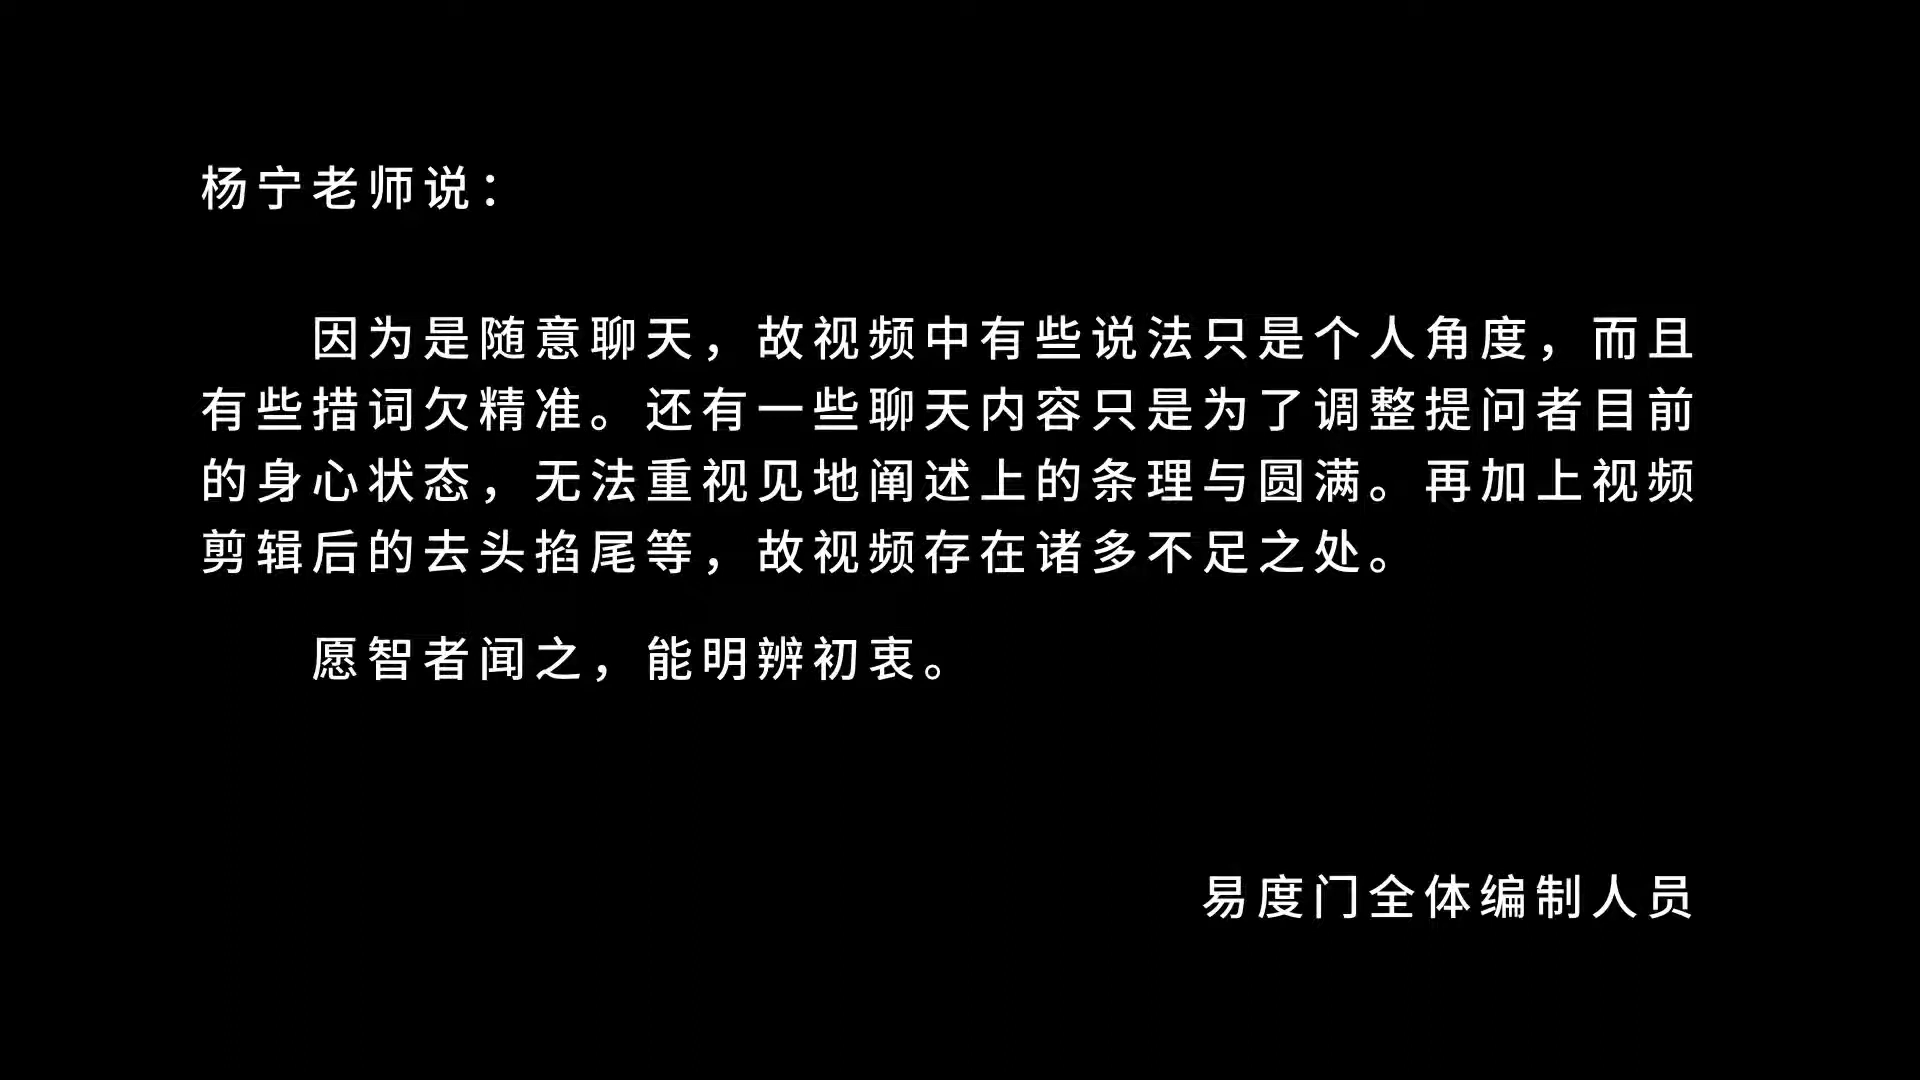 杨宁老师说：
因为是随意聊天，故视频中有些说法只是个人角度，而且
有些措词欠精准。还有一些聊天内容只是为了调整提问者目前
的身心状态，无法重视见地阐述上的条理与圆满。再加上视频
剪辑后的去头掐尾等，故视频存在诸多不足之处。
愿智者闻之，能明辨初衷。
易度门全体编制人员